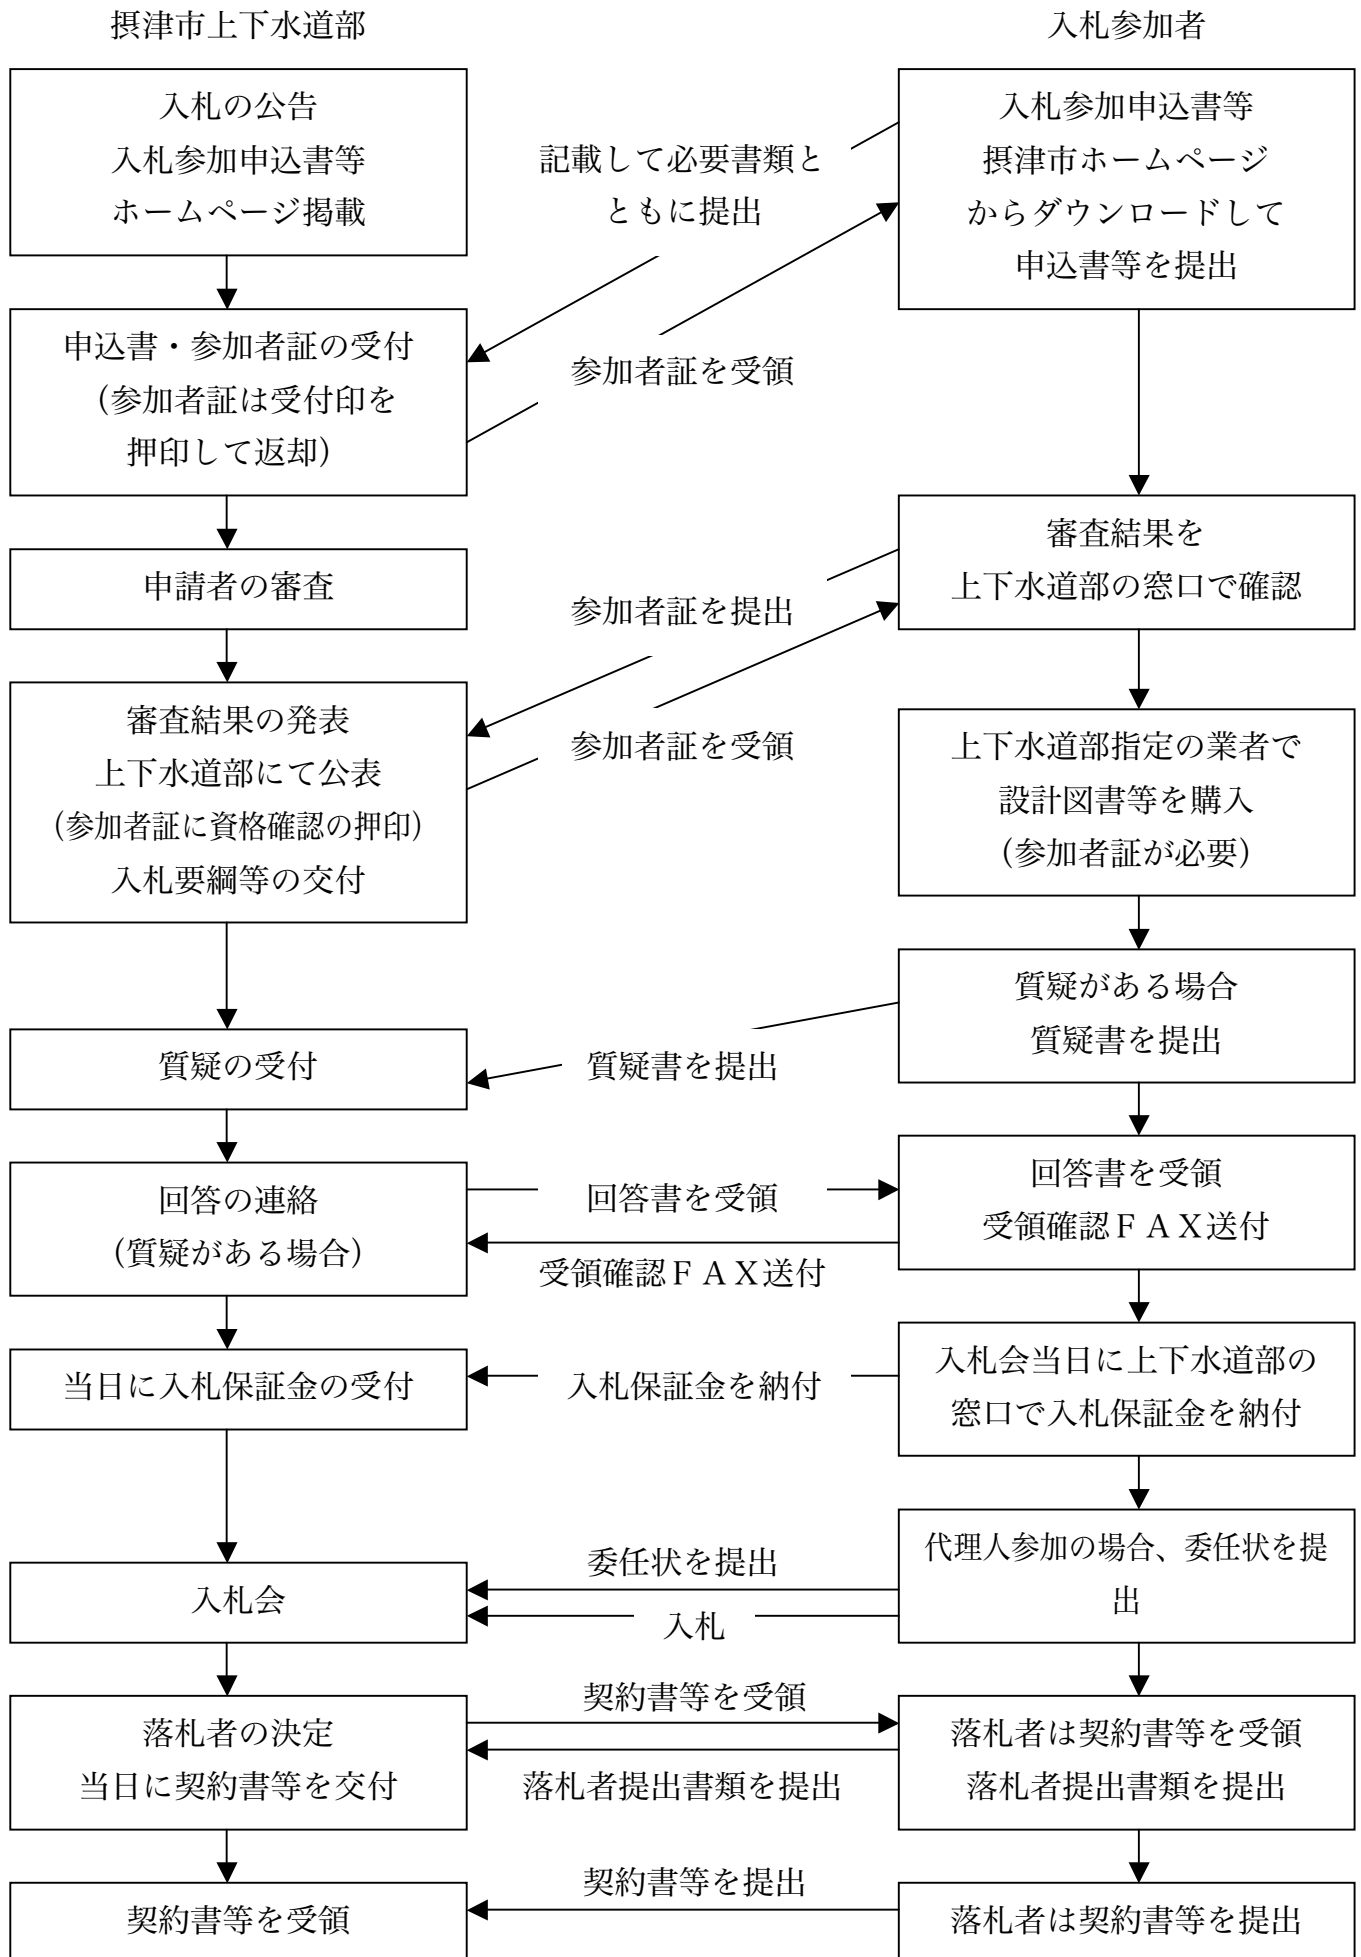 摂津市上下水道部
入札参加者
入札の公告
入札参加申込書等
ホームページ掲載
入札参加申込書等
摂津市ホームページ
からダウンロードして
申込書等を提出
記載して必要書類と
ともに提出
申込書・参加者証の受付
（参加者証は受付印を
押印して返却）
参加者証を受領
申請者の審査
審査結果を
上下水道部の窓口で確認
参加者証を提出
審査結果の発表
上下水道部にて公表
（参加者証に資格確認の押印）
入札要綱等の交付
参加者証を受領
上下水道部指定の業者で
設計図書等を購入
（参加者証が必要）
質疑がある場合
質疑書を提出
質疑の受付
質疑書を提出
回答の連絡
（質疑がある場合）
回答書を受領
受領確認ＦＡＸ送付
回答書を受領
受領確認ＦＡＸ送付
当日に入札保証金の受付
入札保証金を納付
入札会当日に上下水道部の
窓口で入札保証金を納付
入札会
委任状を提出
入札
代理人参加の場合、委任状を提
出
落札者の決定
当日に契約書等を交付
契約書等を受領
落札者提出書類を提出
落札者は契約書等を受領
落札者提出書類を提出
契約書等を受領
契約書等を提出
落札者は契約書等を提出